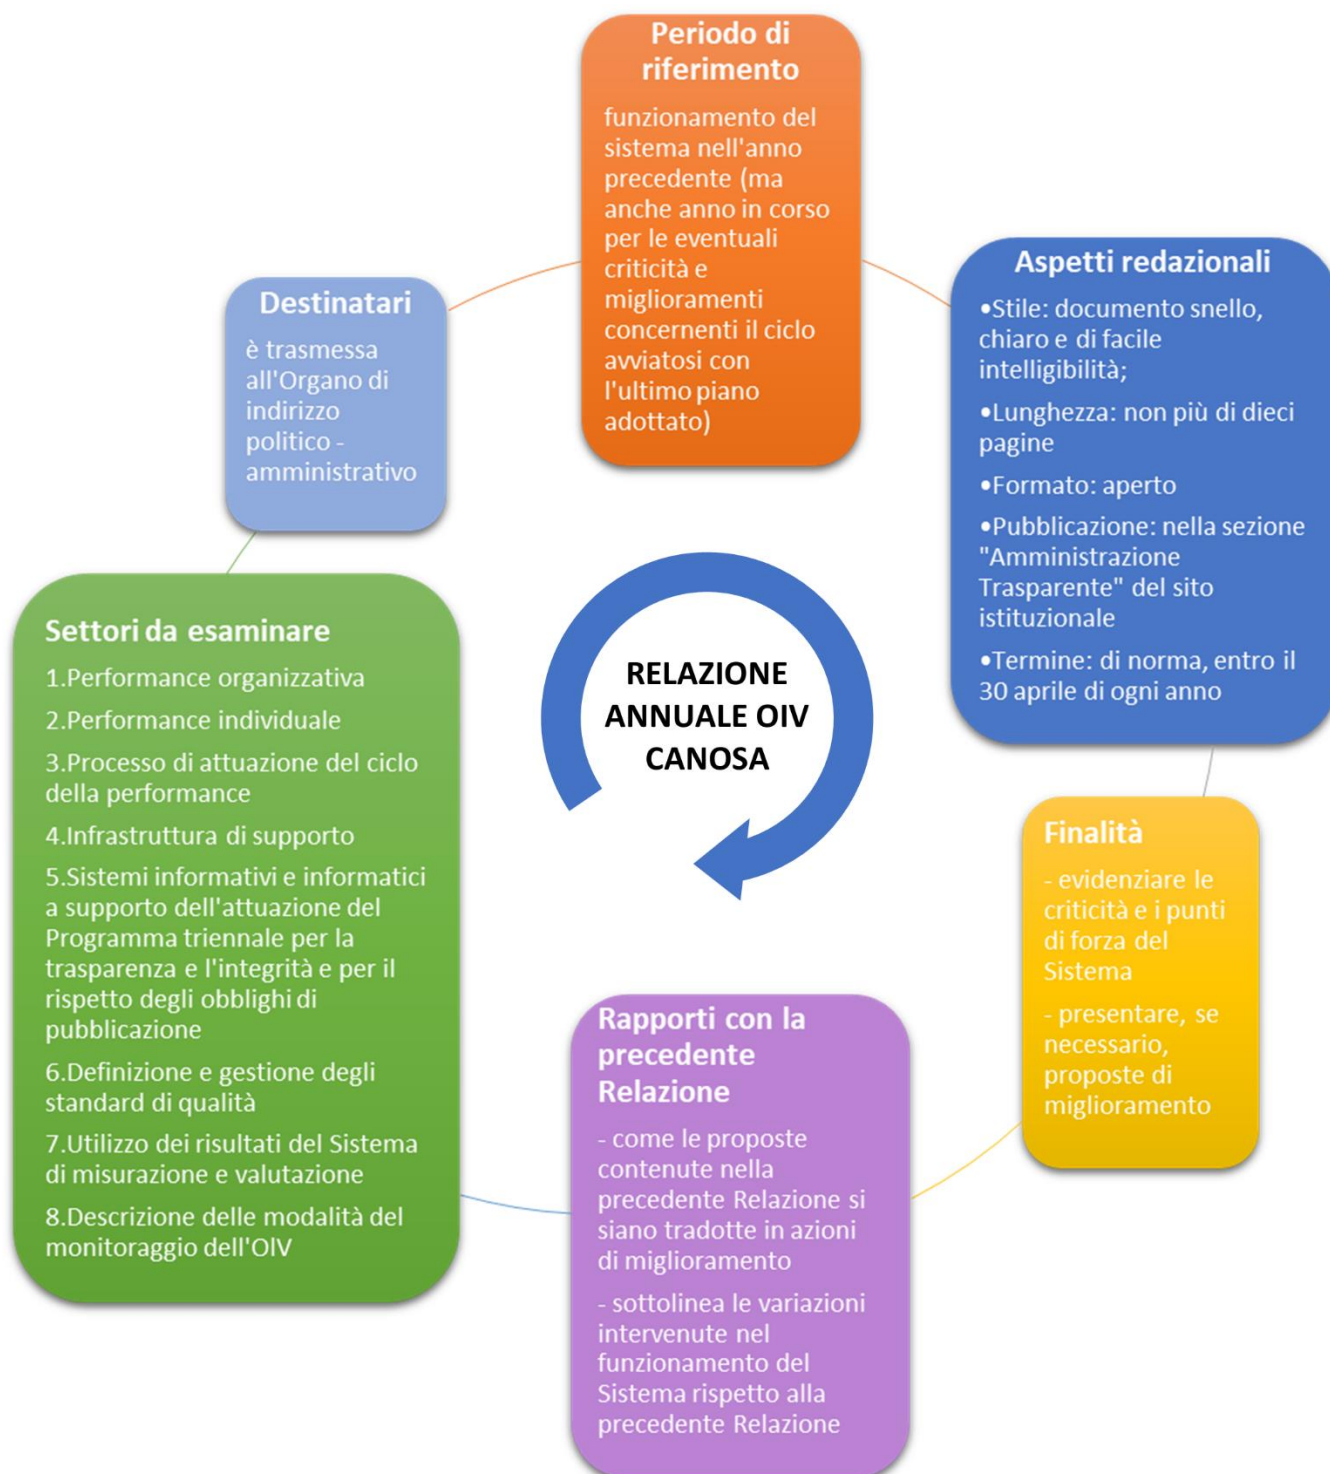 Periodo di
riferimento
funzionamento del
sistema nell'anno
precedente (ma
anche anno in corso
per le eventuali
criticità e
miglioramenti
concernenti il ciclo
avviatosi con
l'ultimo piano
adottato)
Aspetti redazionali
•Stile: documento snello,
chiaro e di facile
intelligibilità;
•Lunghezza: non più di dieci
pagine
•Formato: aperto
•Pubblicazione: nella sezione
"Amministrazione
Trasparente" del sito
istituzionale
•Termine: di norma, entro il
30 aprile di ogni anno
Finalità
- evidenziare le
criticità e i punti
di forza del
Sistema
- presentare, se
necessario,
proposte di
miglioramento
Rapporti con la
precedente
Relazione
- come le proposte
contenute nella
precedente Relazione si
siano tradotte in azioni
di miglioramento
- sottolinea le variazioni
intervenute nel
funzionamento del
Sistema rispetto alla
precedente Relazione
Settori da esaminare
1.Performance organizzativa
2.Performance individuale
3.Processo di attuazione del ciclo
della performance
4.Infrastruttura di supporto
5.Sistemi informativi e informatici
a supporto dell'attuazione del
Programma triennale per la
trasparenza e l'integrità e per il
rispetto degli obblighi di
pubblicazione
6.Definizione e gestione degli
standard di qualità
7.Utilizzo dei risultati del Sistema
di misurazione e valutazione
8.Descrizione delle modalità del
monitoraggio dell'OIV
Destinatari
è trasmessa
all'Organo di
indirizzo
politico -
amministrativo
RELAZIONE
ANNUALE OIV
CANOSA